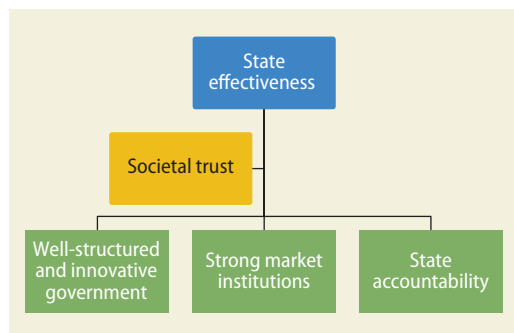 State
effectiveness
Societal trust
Well-structured
and innovative
government
Strong market
institutions
State
accountability